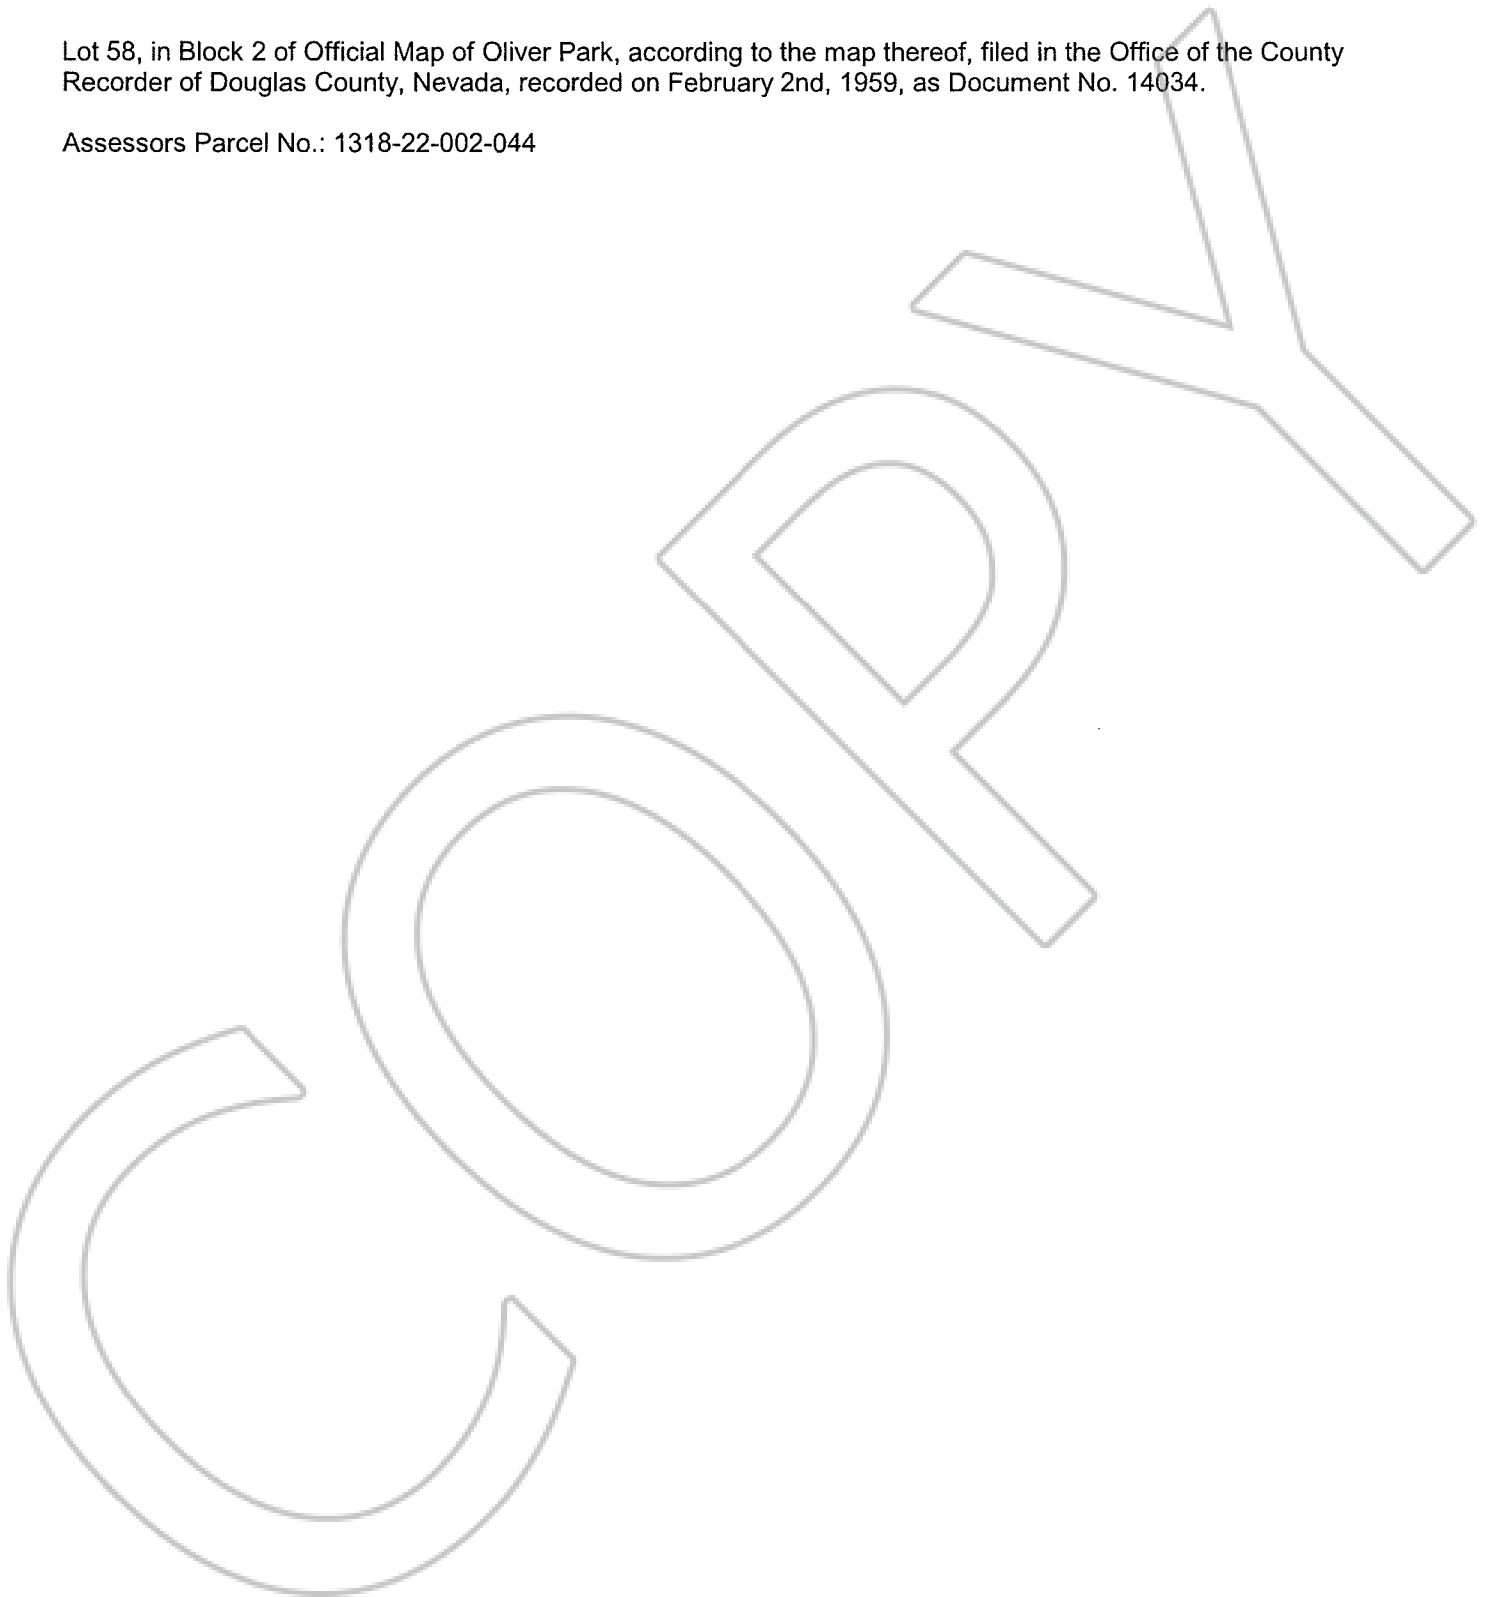 Lot 58, in Block 2 of Official Map of Oliver Park, according to the map thereof, filed in the Office of the County
Recorder of Douglas County, Nevada, recorded on February 2nd, 1959, as Document No. 14034.
Assessors Parcel No.: 1318-22-002-044
COPY